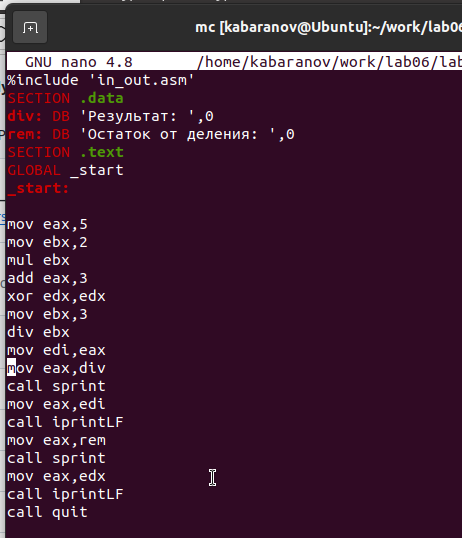 mc [kabaranov@Ubuntu]:~/work/lab06
GNU nano 4.8 /home/kabaranov/work/lab06/lab
%include 'in_out.asm'
SECTION .data
div: DB 'Результат: ',0
rem: DB 'Остаток от деления: ',0
SECTION .text
GLOBAL _start
_start:
mov eax,5
mov ebx,2
mul ebx
add eax,3
xor edx,edx
mov ebx,3
div ebx
mov edi,eax
mov eax,div
call sprint
mov eax,edi
call iprintLF
mov eax,rem
call sprint
mov eax,edx
call iprintLF
call quit